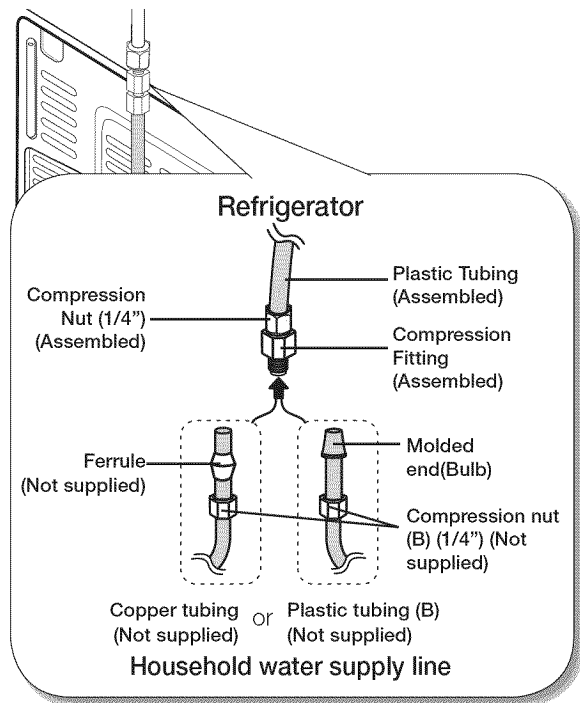 Refrigerator
Plastic Tubing
(Assembled)
Compression
Nut (1/4”)
(Assembled)
Compression
Fitting
(Assembled)
Ferrule
(Not supplied)
Molded
end(Bulb)
Compression nut
(B) (1/4”) (Not
supplied)
Copper tubing
(Not supplied)
or
Plastic tubing (B)
(Not supplied)
Household water supply line